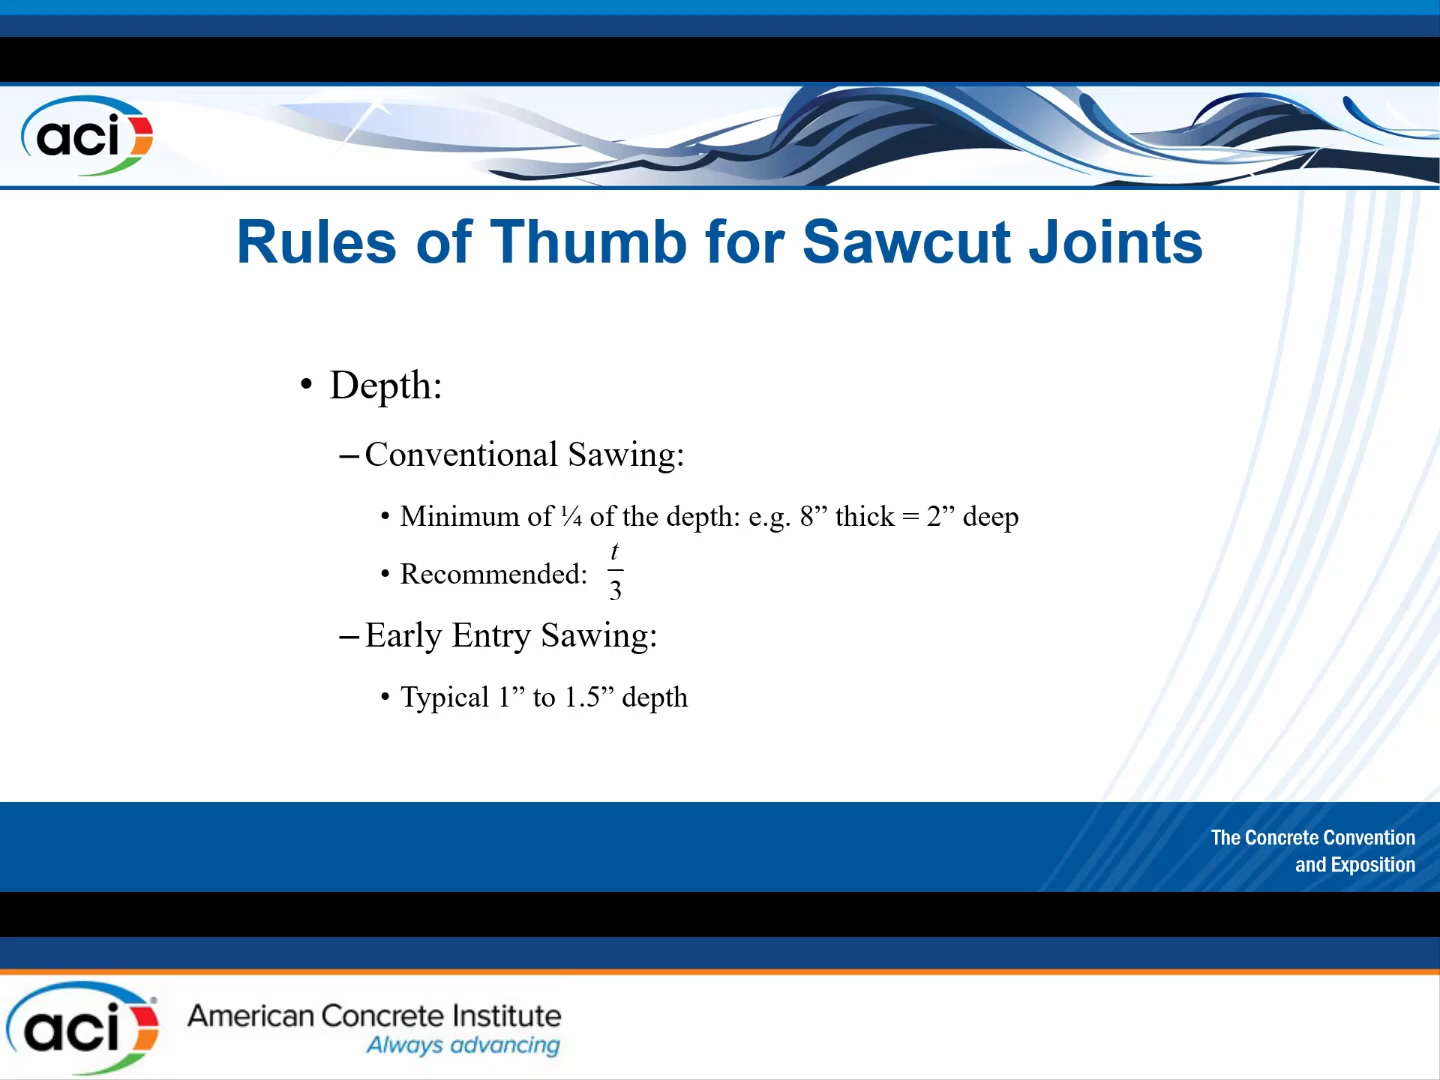 aci
Rules of Thumb for Sawcut Joints
• Depth:
– Conventional Sawing:
• Minimum of ¼ of the depth: e.g. 8” thick = 2” deep
• Recommended: t/3
– Early Entry Sawing:
• Typical 1” to 1.5” depth
The Concrete Convention
and Exposition
aci®
American Concrete Institute
Always advancing